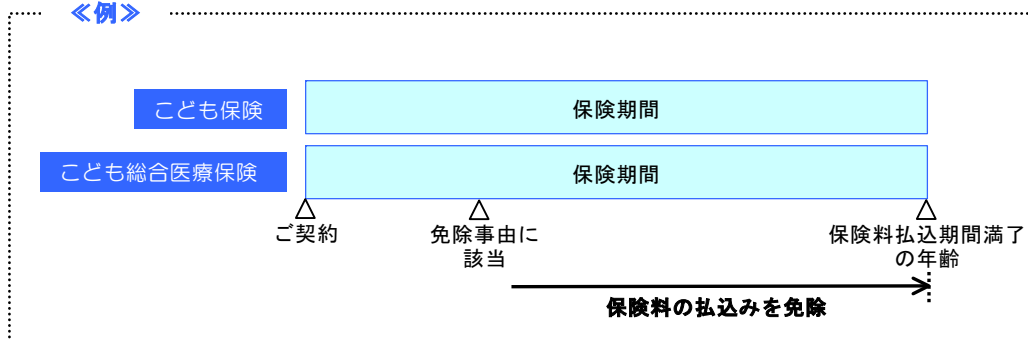 ≪例≫
こども保険
保険期間
こども総合医療保険
保険期間
ご契約
免除事由に
該当
保険料払込期間満了
の年齢
保険料の払込みを免除